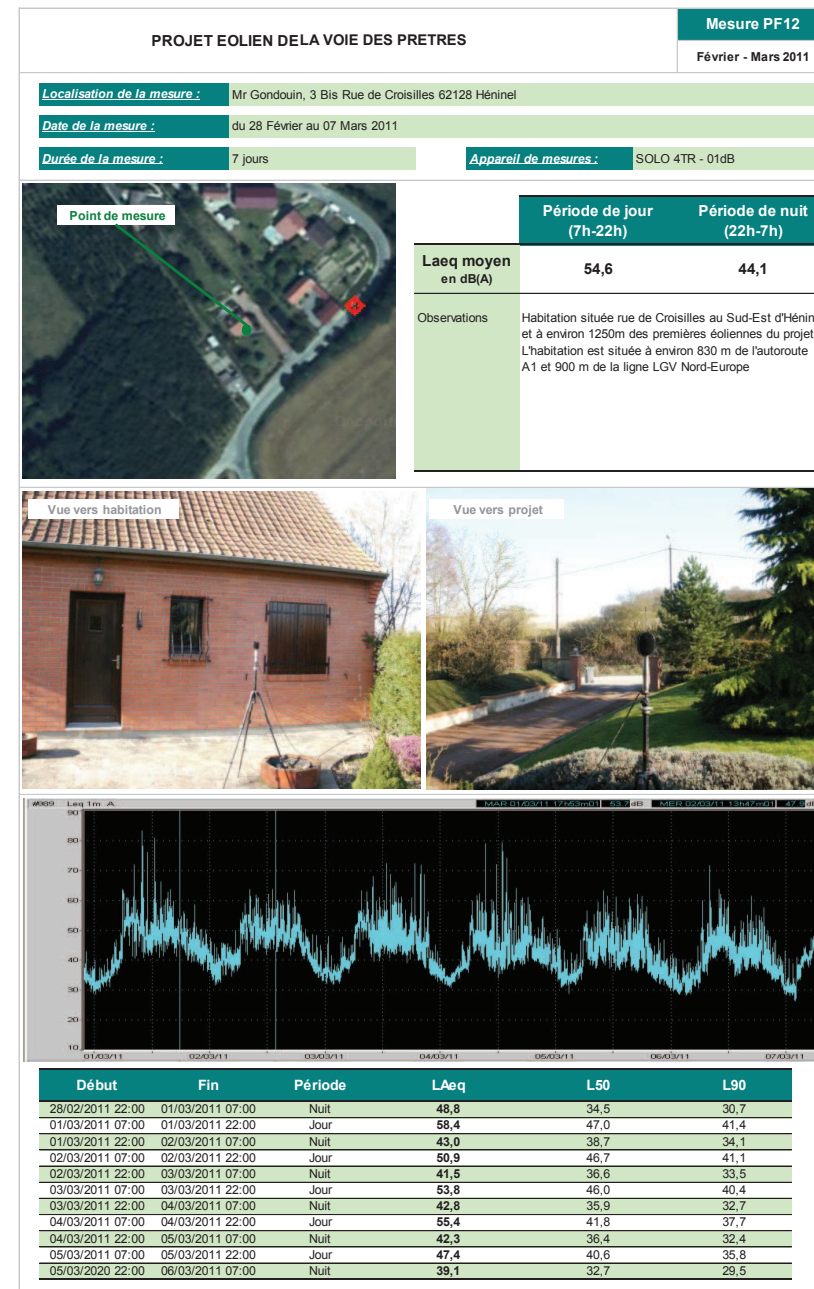 PROJET EOLIEN DE LA VOIE DES PRETRES
Mesure PF12
Février - Mars 2011
Localisation de la mesure : Mr Gondouin, 3 Bis Rue de Croisilles 62128 Héninel
Date de la mesure : du 28 Février au 07 Mars 2011
Durée de la mesure : 7 jours Appareil de mesures : SOLO 4TR - 01dB
Point de mesure
Période de jour (7h-22h) Période de nuit (22h-7h)
Laeq moyen en dB(A) 54,6 44,1
Observations
Habitation située rue de Croisilles au Sud-Est d'Hénin
et à environ 1250m des premières éoliennes du projet
L'habitation est située à environ 830 m de l'autoroute
A1 et 900 m de la ligne LGV Nord-Europe
Vue vers habitation
Vue vers projet
#989 Leq 1m A MAR 01/03/11 17h53m01 53.7 dB MER 02/03/11 13h47m01 47.9 dB
90
80
70
60
50
40
30
20
10
01/03/11 02/03/11 03/03/11 04/03/11 05/03/11 06/03/11 07/03/11
Début Fin Période LAeq L50 L90
28/02/2011 22:00 01/03/2011 07:00 Nuit 48,8 34,5 30,7
01/03/2011 07:00 01/03/2011 22:00 Jour 58,4 47,0 41,4
01/03/2011 22:00 02/03/2011 07:00 Nuit 43,0 38,7 34,1
02/03/2011 07:00 02/03/2011 22:00 Jour 50,9 46,7 41,1
02/03/2011 22:00 03/03/2011 07:00 Nuit 41,5 36,6 33,5
03/03/2011 07:00 03/03/2011 22:00 Jour 53,8 46,0 40,4
03/03/2011 22:00 04/03/2011 07:00 Nuit 42,8 35,9 32,7
04/03/2011 07:00 04/03/2011 22:00 Jour 55,4 41,8 37,7
04/03/2011 22:00 05/03/2011 07:00 Nuit 42,3 36,4 32,4
05/03/2011 07:00 05/03/2011 22:00 Jour 47,4 40,6 35,8
05/03/2020 22:00 06/03/2011 07:00 Nuit 39,1 32,7 29,5